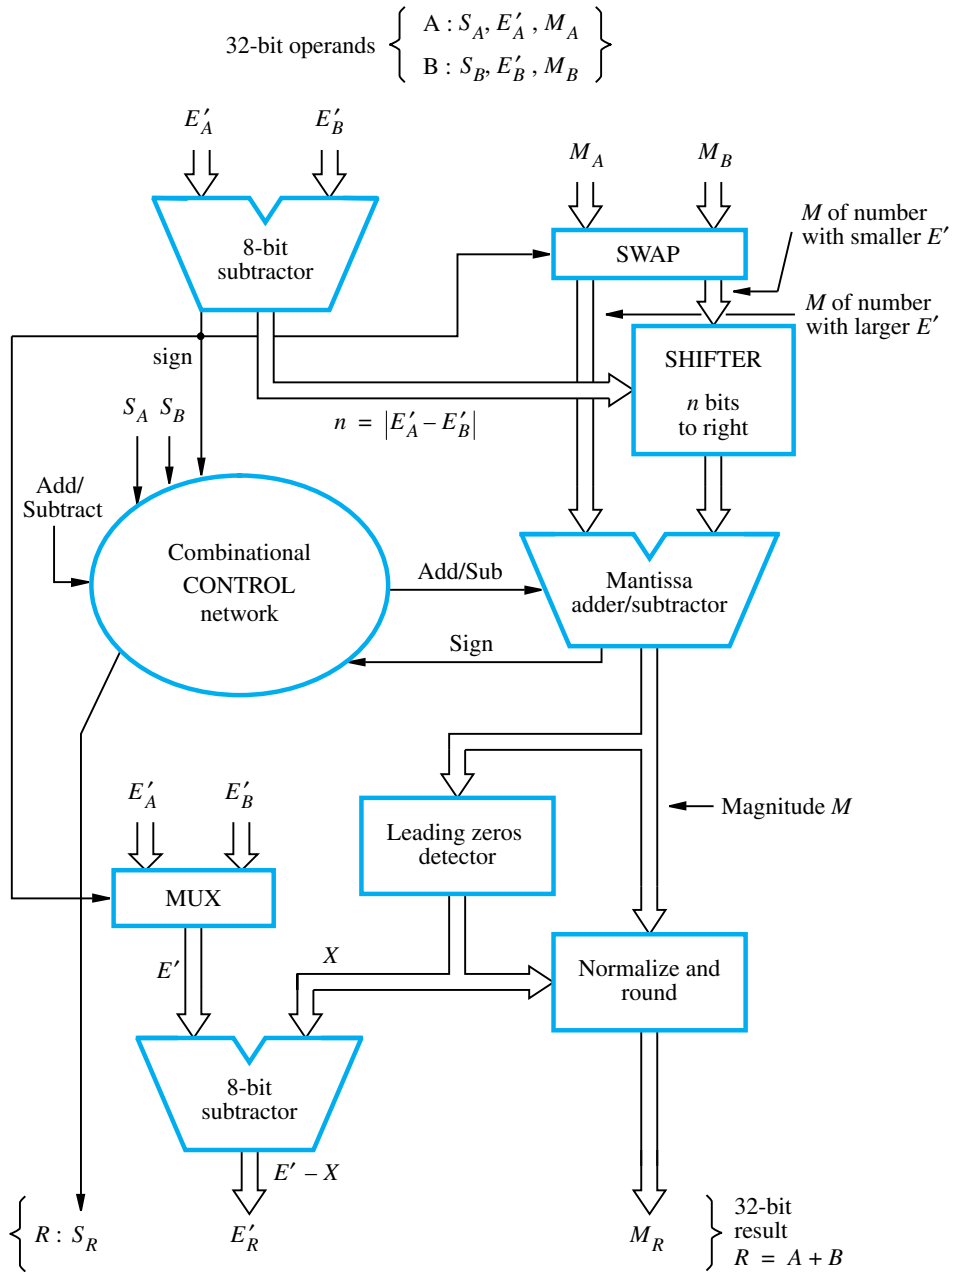 32-bit operands { A : S_A, E′_A , M_A }
{ B : S_B, E′_B , M_B }
E′_A E′_B
M_A M_B
8-bit
subtractor
SWAP
M of number
with smaller E′
M of number
with larger E′
sign
SHIFTER
n bits
to right
n = |E′_A – E′_B|
S_A S_B
Add/
Subtract
Combinational
CONTROL
network
Add/Sub
Mantissa
adder/subtractor
Sign
E′_A E′_B
Leading zeros
detector
Magnitude M
MUX
E′
X
Normalize and
round
8-bit
subtractor
E′ – X
{ R : S_R
E′_R
M_R }
32-bit
result
R = A + B